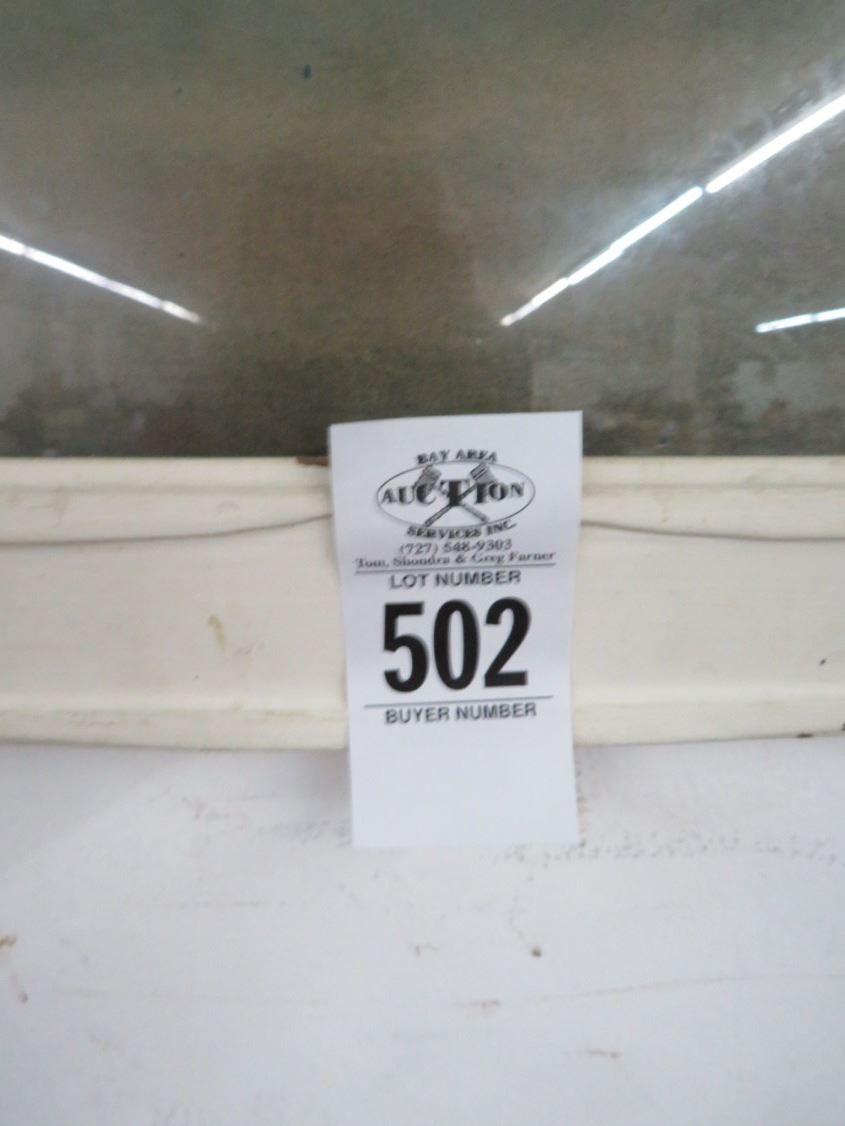 BAY AREA
AUCTION
SERVICES INC.
(727) 548-9303
Tom, Shondra & Greg Farner
LOT NUMBER
502
BUYER NUMBER